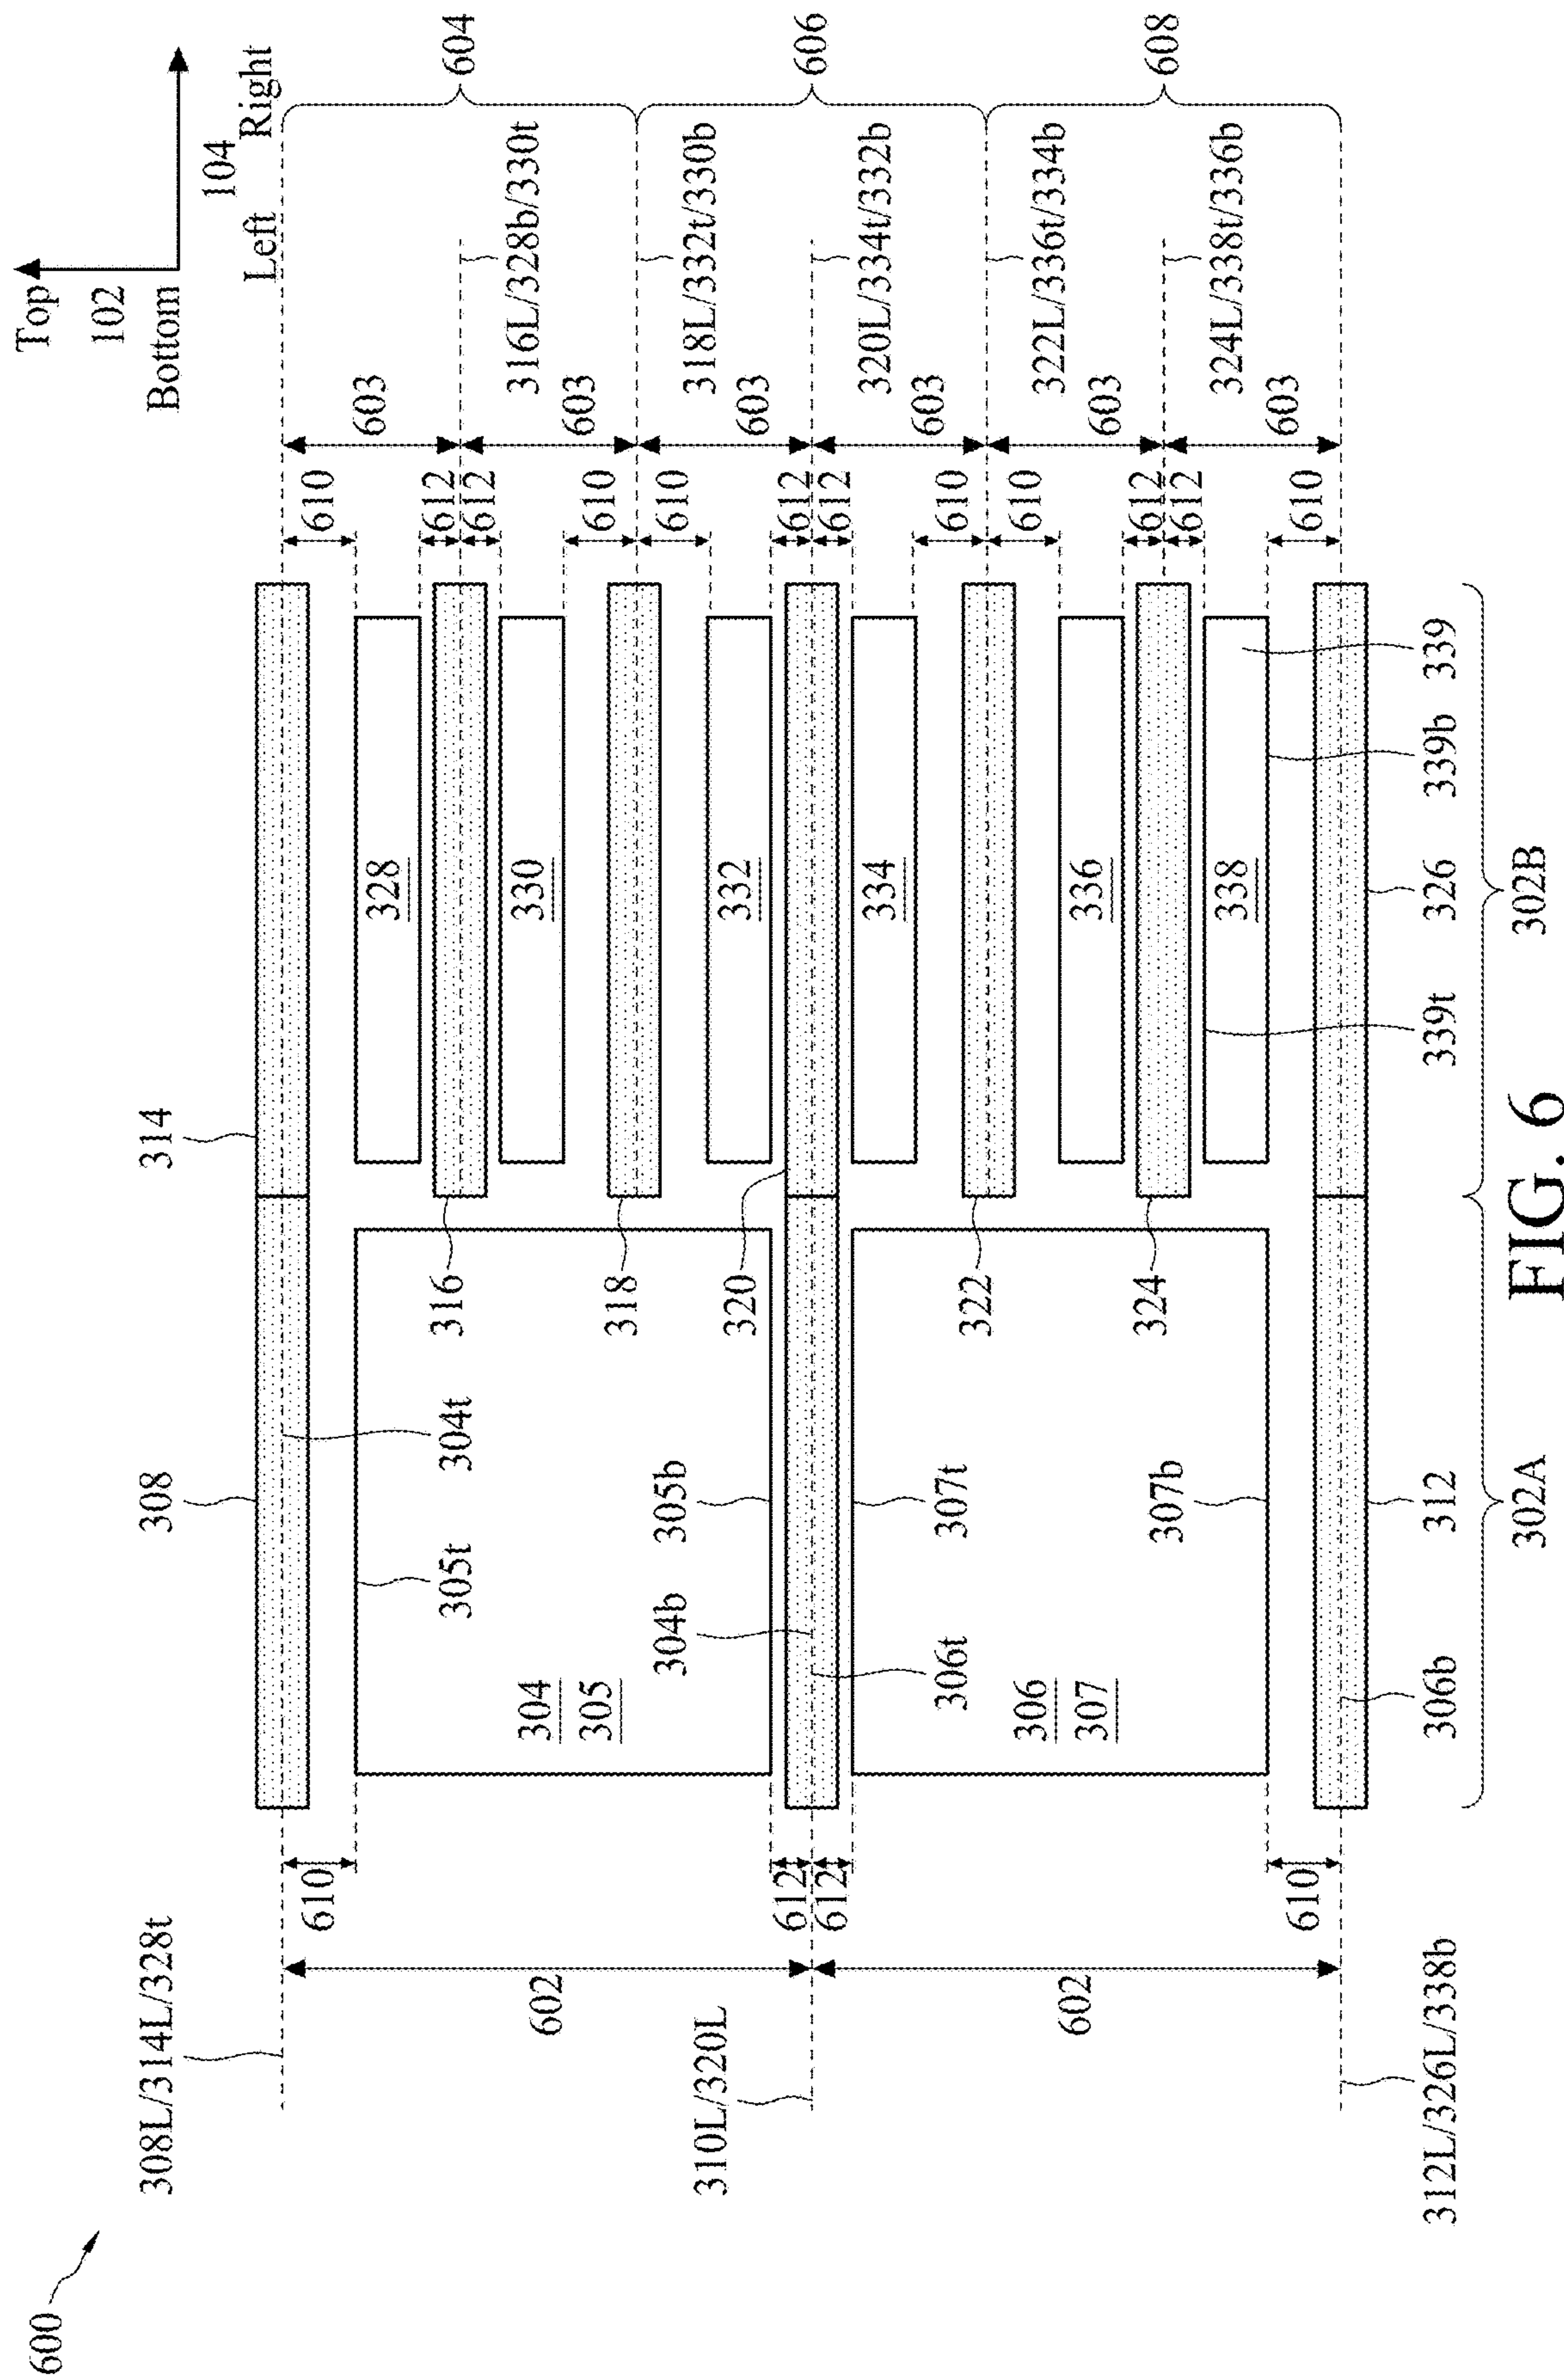 600
Top
102
Bottom
104
Left
Right
308L/314L/328t
308
314
602
610
304t
305t
304
305
305b
304b
316
318
320
328
330
332
610
612
612
610
610
612
603
603
603
316L/328b/330t
318L/332t/330b
320L/334t/332b
604
606
608
310L/320L
612
612
602
307t
306t
306
307
307b
322
324
334
336
338
612
610
610
612
612
610
603
603
603
322L/336t/334b
324L/338t/336b
610
312L/326L/338b
306b
312
339t
326
339b
339
302A
302B
FIG. 6